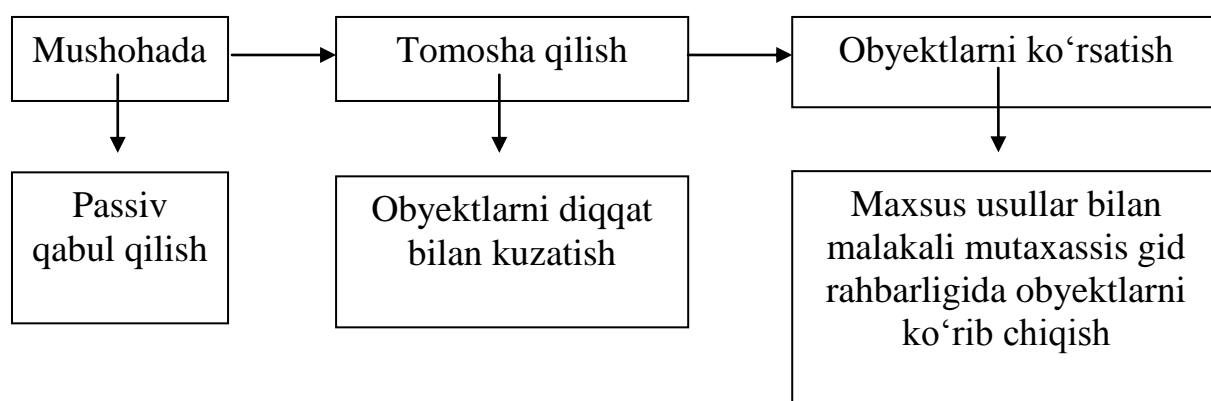 Mushohada
Tomosha qilish
Obyektlarni ko‘rsatish
Passiv
qabul qilish
Obyektlarni diqqat
bilan kuzatish
Maxsus usullar bilan
malakali mutaxassis gid
rahbarligida obyektlarni
ko‘rib chiqish